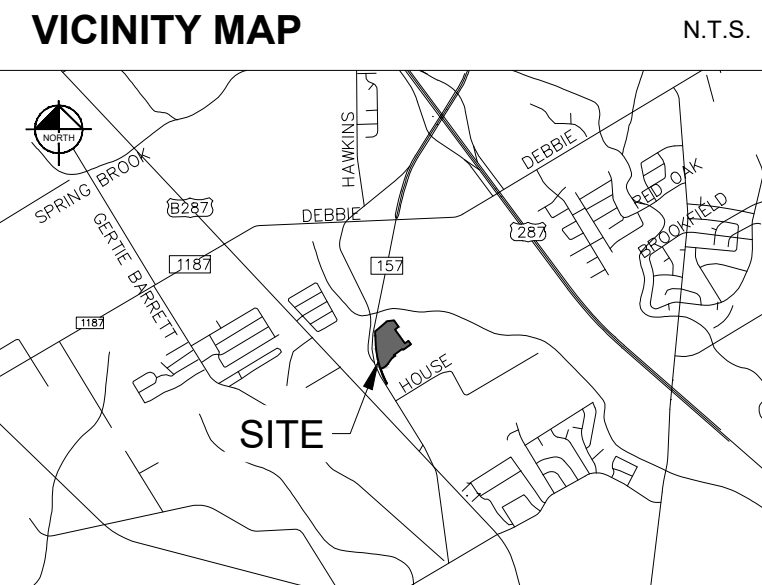 VICINITY MAP
N.T.S.
NORTH
HAWKINS
DEBBIE
SPRING BROOK
RED OAK
B287
DEBBIE
BROOKFIELD
287
GERTIE BARRETT
1187
157
1187
HOUSE
SITE